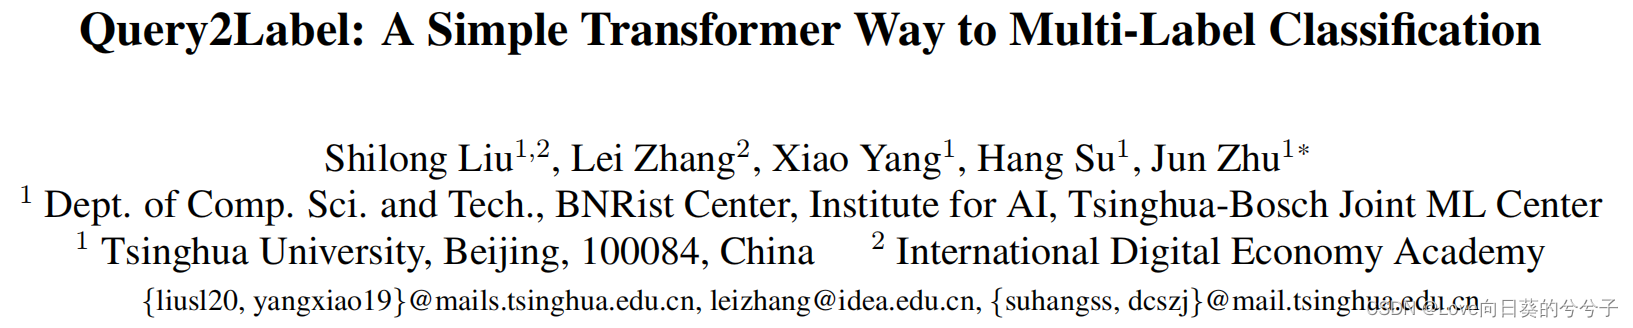 Query2Label: A Simple Transformer Way to Multi-Label Classification
Shilong Liu1,2, Lei Zhang2, Xiao Yang1, Hang Su1, Jun Zhu1*
1 Dept. of Comp. Sci. and Tech., BNRist Center, Institute for AI, Tsinghua-Bosch Joint ML Center
1 Tsinghua University, Beijing, 100084, China 2 International Digital Economy Academy
{liusl20, yangxiao19}@mails.tsinghua.edu.cn, leizhang@idea.edu.cn, {suhangss, dcszj}@mail.tsinghua.edu.cn
CSDN @Love向日葵的兮兮子